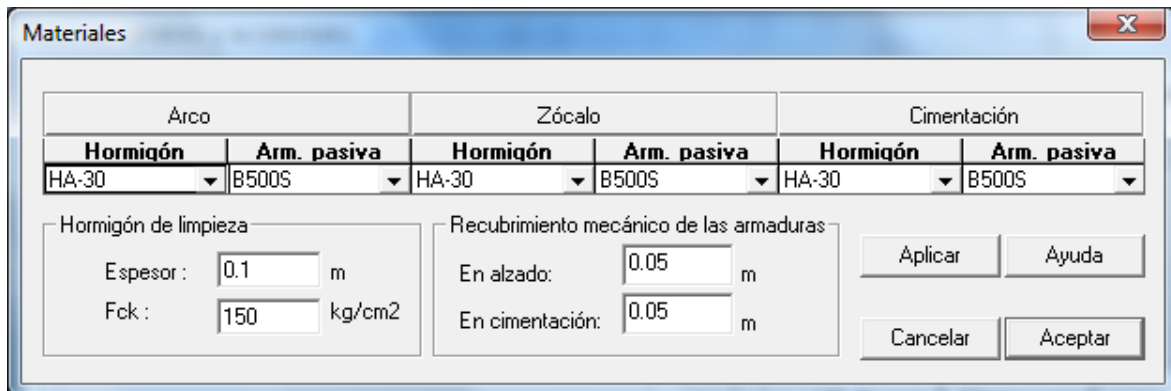 Materiales
Arco Zócalo Cimentación
Hormigón Arm. pasiva Hormigón Arm. pasiva Hormigón Arm. pasiva
HA-30 B500S HA-30 B500S HA-30 B500S
Hormigón de limpieza Recubrimiento mecánico de las armaduras
Espesor : 0.1 m En alzado: 0.05 m Aplicar Ayuda
Fck : 150 kg/cm2 En cimentación: 0.05 m
Cancelar Aceptar